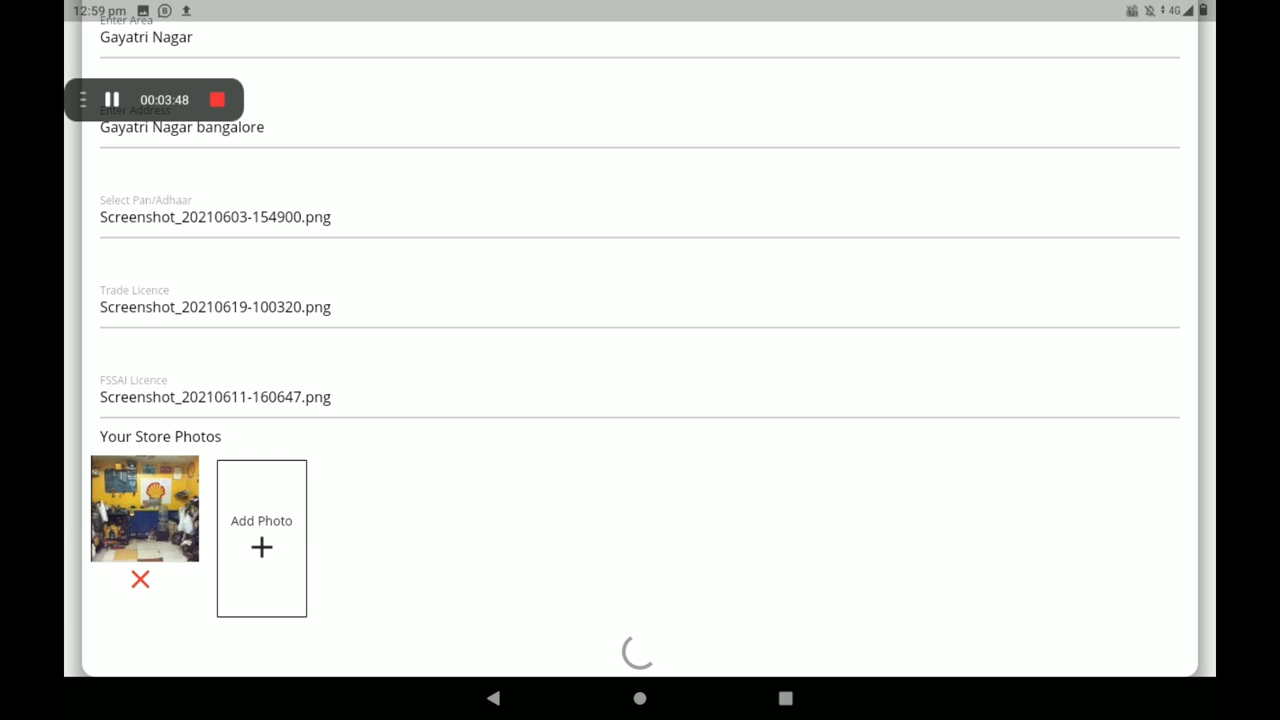 12:59 pm
4G
Enter Area
Gayatri Nagar
00:03:48
Enter Address
Gayatri Nagar bangalore
Select Pan/Adhaar
Screenshot_20210603-154900.png
Trade Licence
Screenshot_20210619-100320.png
FSSAI Licence
Screenshot_20210611-160647.png
Your Store Photos
Add Photo